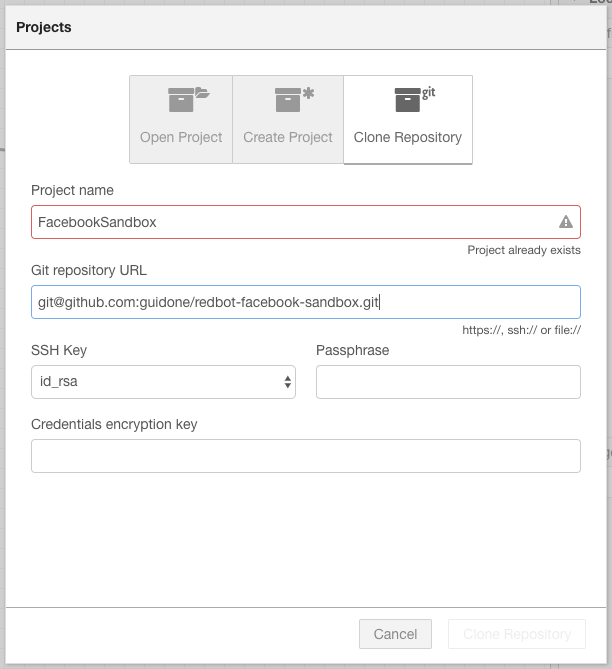 Projects
git
Open Project
Create Project
Clone Repository
Project name
FacebookSandbox
Project already exists
Git repository URL
git@github.com:guidone/redbot-facebook-sandbox.git
https://, ssh:// or file://
SSH Key
Passphrase
id_rsa
Credentials encryption key
Cancel
Clone Repository